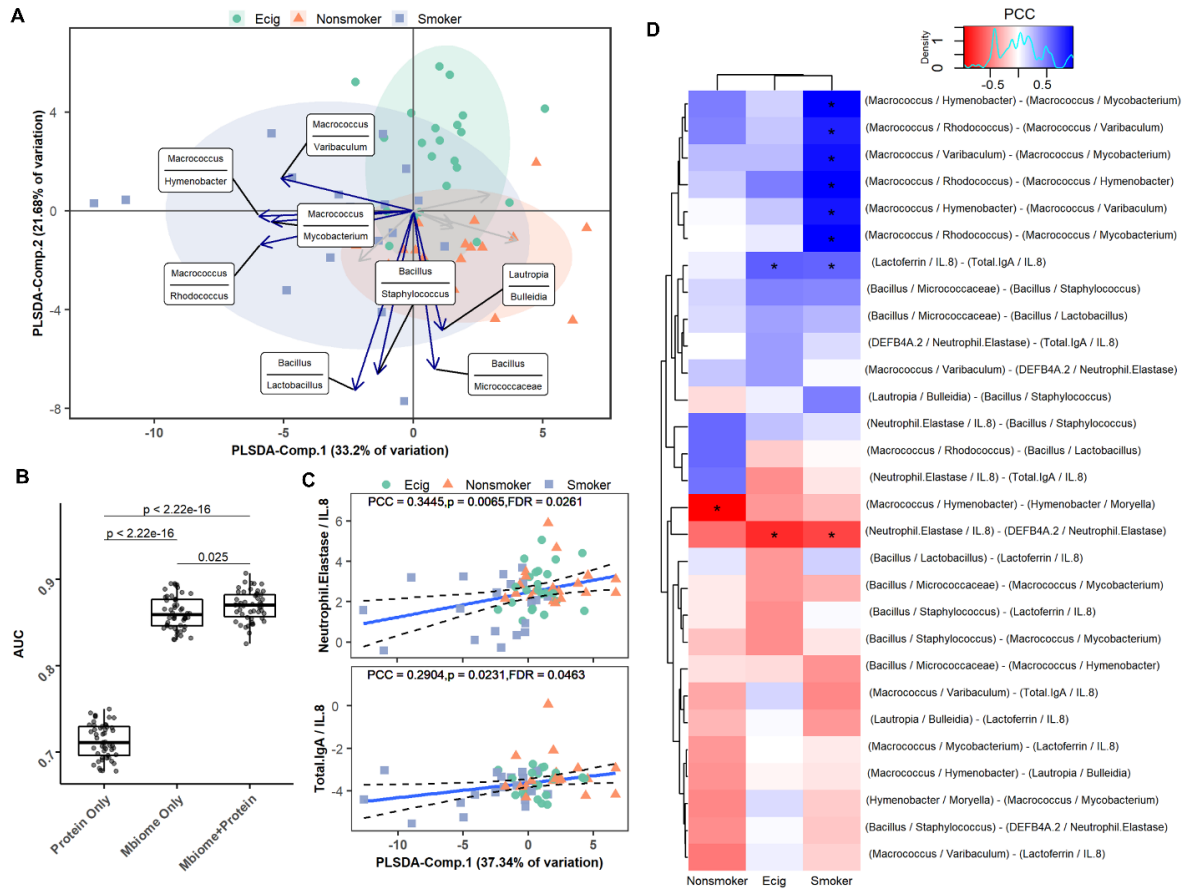 A
Ecig Nonsmoker Smoker
PLSDA-Comp.2 (21.68% of variation)
4
0
-4
-8
Macrococcus
Varibaculum
Macrococcus
Hymenobacter
Macrococcus
Mycobacterium
Macrococcus
Rhodococcus
Bacillus
Staphylococcus
Lautropia
Bulleidia
Bacillus
Lactobacillus
Bacillus
Micrococcaceae
-10 -5 0 5
PLSDA-Comp.1 (33.2% of variation)
B
p < 2.22e-16
p < 2.22e-16
0.025
AUC
0.9
0.8
0.7
Protein Only
Mbiome Only
Mbiome+Protein
C
Ecig Nonsmoker Smoker
PCC = 0.3445,p = 0.0065,FDR = 0.0261
Neutrophil.Elastase / IL.8
6
4
2
0
PCC = 0.2904,p = 0.0231,FDR = 0.0463
Total.IgA / IL.8
0
-2
-4
-10 -5 0 5
PLSDA-Comp.1 (37.34% of variation)
D
PCC
Density
0 1
-0.5 0.5
(Macrococcus / Hymenobacter) - (Macrococcus / Mycobacterium)
(Macrococcus / Rhodococcus) - (Macrococcus / Varibaculum)
(Macrococcus / Varibaculum) - (Macrococcus / Mycobacterium)
(Macrococcus / Rhodococcus) - (Macrococcus / Hymenobacter)
(Macrococcus / Hymenobacter) - (Macrococcus / Varibaculum)
(Macrococcus / Rhodococcus) - (Macrococcus / Mycobacterium)
(Lactoferrin / IL.8) - (Total.IgA / IL.8)
(Bacillus / Micrococcaceae) - (Bacillus / Staphylococcus)
(Bacillus / Micrococcaceae) - (Bacillus / Lactobacillus)
(DEFB4A.2 / Neutrophil.Elastase) - (Total.IgA / IL.8)
(Macrococcus / Varibaculum) - (DEFB4A.2 / Neutrophil.Elastase)
(Lautropia / Bulleidia) - (Bacillus / Staphylococcus)
(Neutrophil.Elastase / IL.8) - (Bacillus / Staphylococcus)
(Macrococcus / Rhodococcus) - (Bacillus / Lactobacillus)
(Neutrophil.Elastase / IL.8) - (Total.IgA / IL.8)
(Macrococcus / Hymenobacter) - (Hymenobacter / Moryella)
(Neutrophil.Elastase / IL.8) - (DEFB4A.2 / Neutrophil.Elastase)
(Bacillus / Lactobacillus) - (Lactoferrin / IL.8)
(Bacillus / Micrococcaceae) - (Macrococcus / Mycobacterium)
(Bacillus / Staphylococcus) - (Lactoferrin / IL.8)
(Bacillus / Staphylococcus) - (Macrococcus / Mycobacterium)
(Bacillus / Micrococcaceae) - (Macrococcus / Hymenobacter)
(Macrococcus / Varibaculum) - (Total.IgA / IL.8)
(Lautropia / Bulleidia) - (Lactoferrin / IL.8)
(Macrococcus / Mycobacterium) - (Lactoferrin / IL.8)
(Macrococcus / Hymenobacter) - (Lautropia / Bulleidia)
(Hymenobacter / Moryella) - (Macrococcus / Mycobacterium)
(Bacillus / Staphylococcus) - (DEFB4A.2 / Neutrophil.Elastase)
(Macrococcus / Varibaculum) - (Lactoferrin / IL.8)
Nonsmoker Ecig Smoker